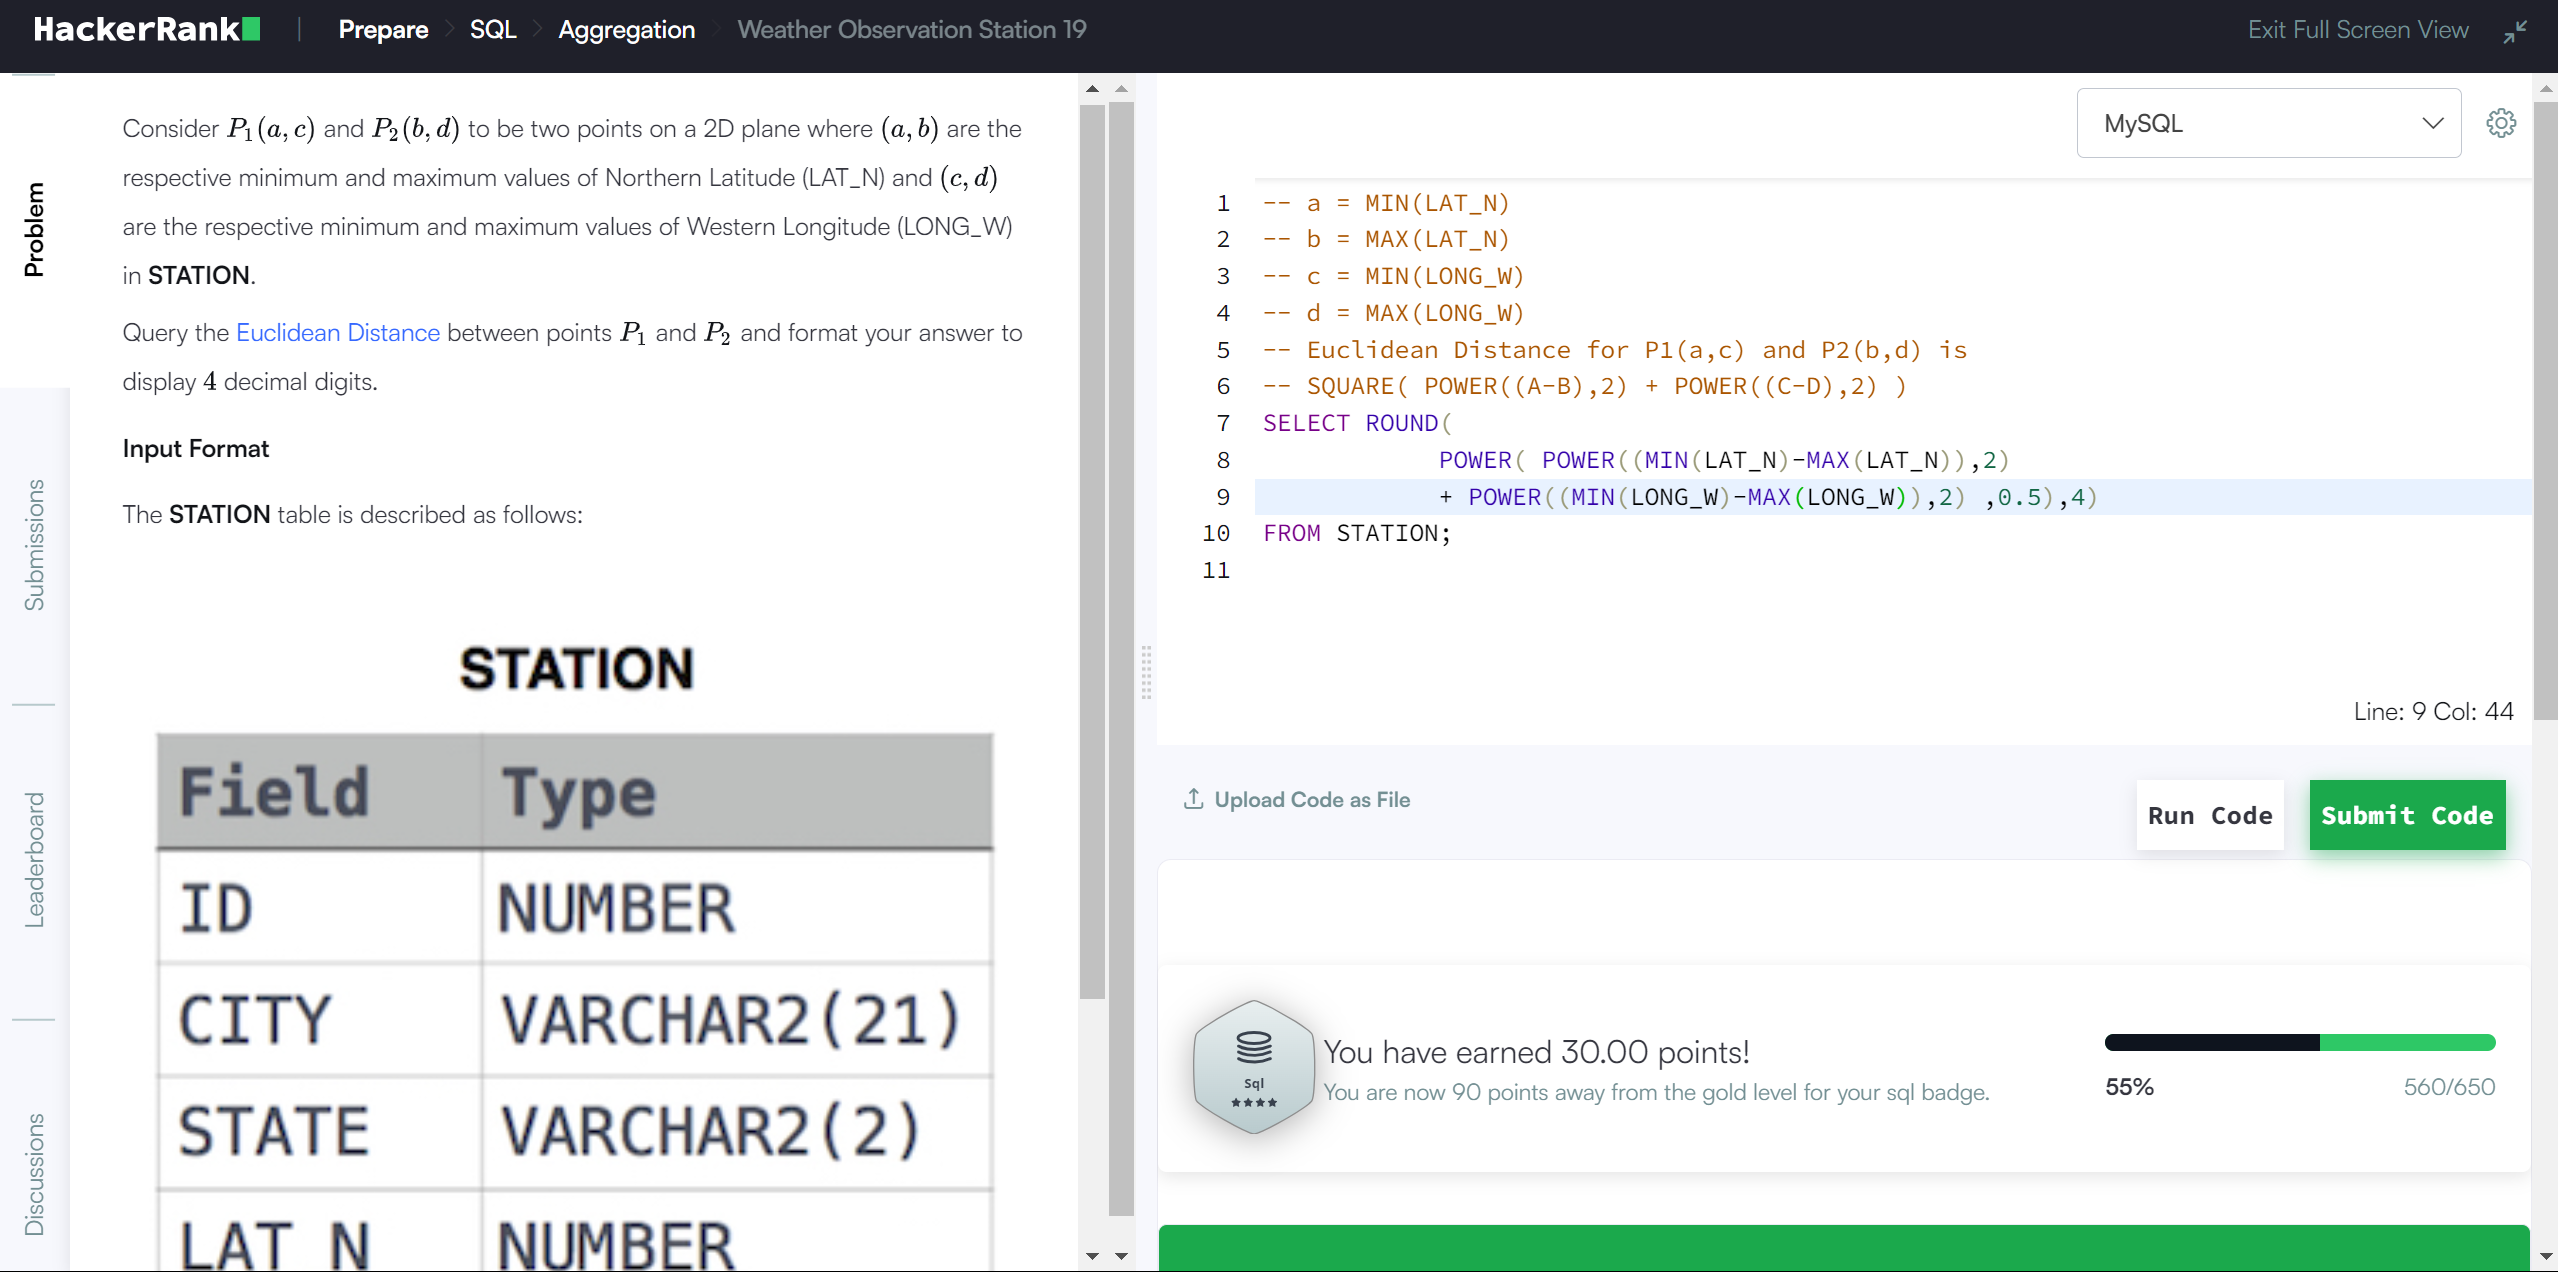 HackerRank | Prepare > SQL > Aggregation > Weather Observation Station 19
Exit Full Screen View
Problem
Submissions
Leaderboard
Discussions
Consider P₁(a, c) and P₂(b, d) to be two points on a 2D plane where (a, b) are the
respective minimum and maximum values of Northern Latitude (LAT_N) and (c, d)
are the respective minimum and maximum values of Western Longitude (LONG_W)
in STATION.
Query the Euclidean Distance between points P₁ and P₂ and format your answer to
display 4 decimal digits.
Input Format
The STATION table is described as follows:
STATION
Field Type
ID NUMBER
CITY VARCHAR2(21)
STATE VARCHAR2(2)
LAT_N NUMBER
MySQL
1 -- a = MIN(LAT_N)
2 -- b = MAX(LAT_N)
3 -- c = MIN(LONG_W)
4 -- d = MAX(LONG_W)
5 -- Euclidean Distance for P1(a,c) and P2(b,d) is
6 -- SQUARE( POWER((A-B),2) + POWER((C-D),2) )
7 SELECT ROUND(
8 POWER( POWER((MIN(LAT_N)-MAX(LAT_N)),2)
9 + POWER((MIN(LONG_W)-MAX(LONG_W)),2) ,0.5),4)
10 FROM STATION;
11
Line: 9 Col: 44
Upload Code as File
Run Code
Submit Code
Sql
You have earned 30.00 points!
You are now 90 points away from the gold level for your sql badge.
55%
560/650